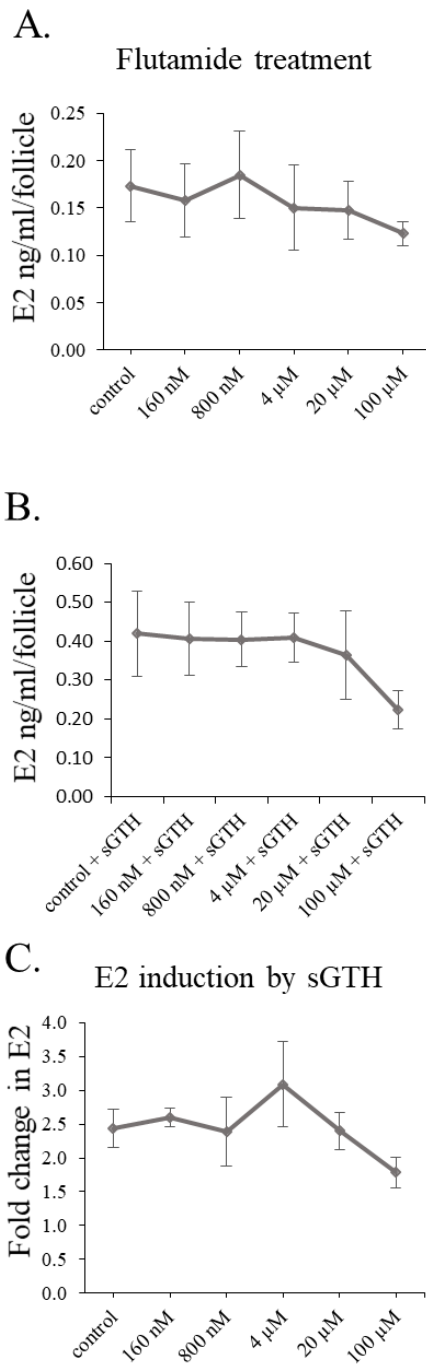 A.
Flutamide treatment
E2 ng/ml/follicle
0.25
0.20
0.15
0.10
0.05
0.00
control
160 nM
800 nM
4 µM
20 µM
100 µM
B.
E2 ng/ml/follicle
0.60
0.50
0.40
0.30
0.20
0.10
0.00
control + sGTH
160 nM + sGTH
800 nM + sGTH
4 µM + sGTH
20 µM + sGTH
100 µM + sGTH
C.
E2 induction by sGTH
Fold change in E2
4.0
3.5
3.0
2.5
2.0
1.5
1.0
0.5
0.0
control
160 nM
800 nM
4 µM
20 µM
100 µM